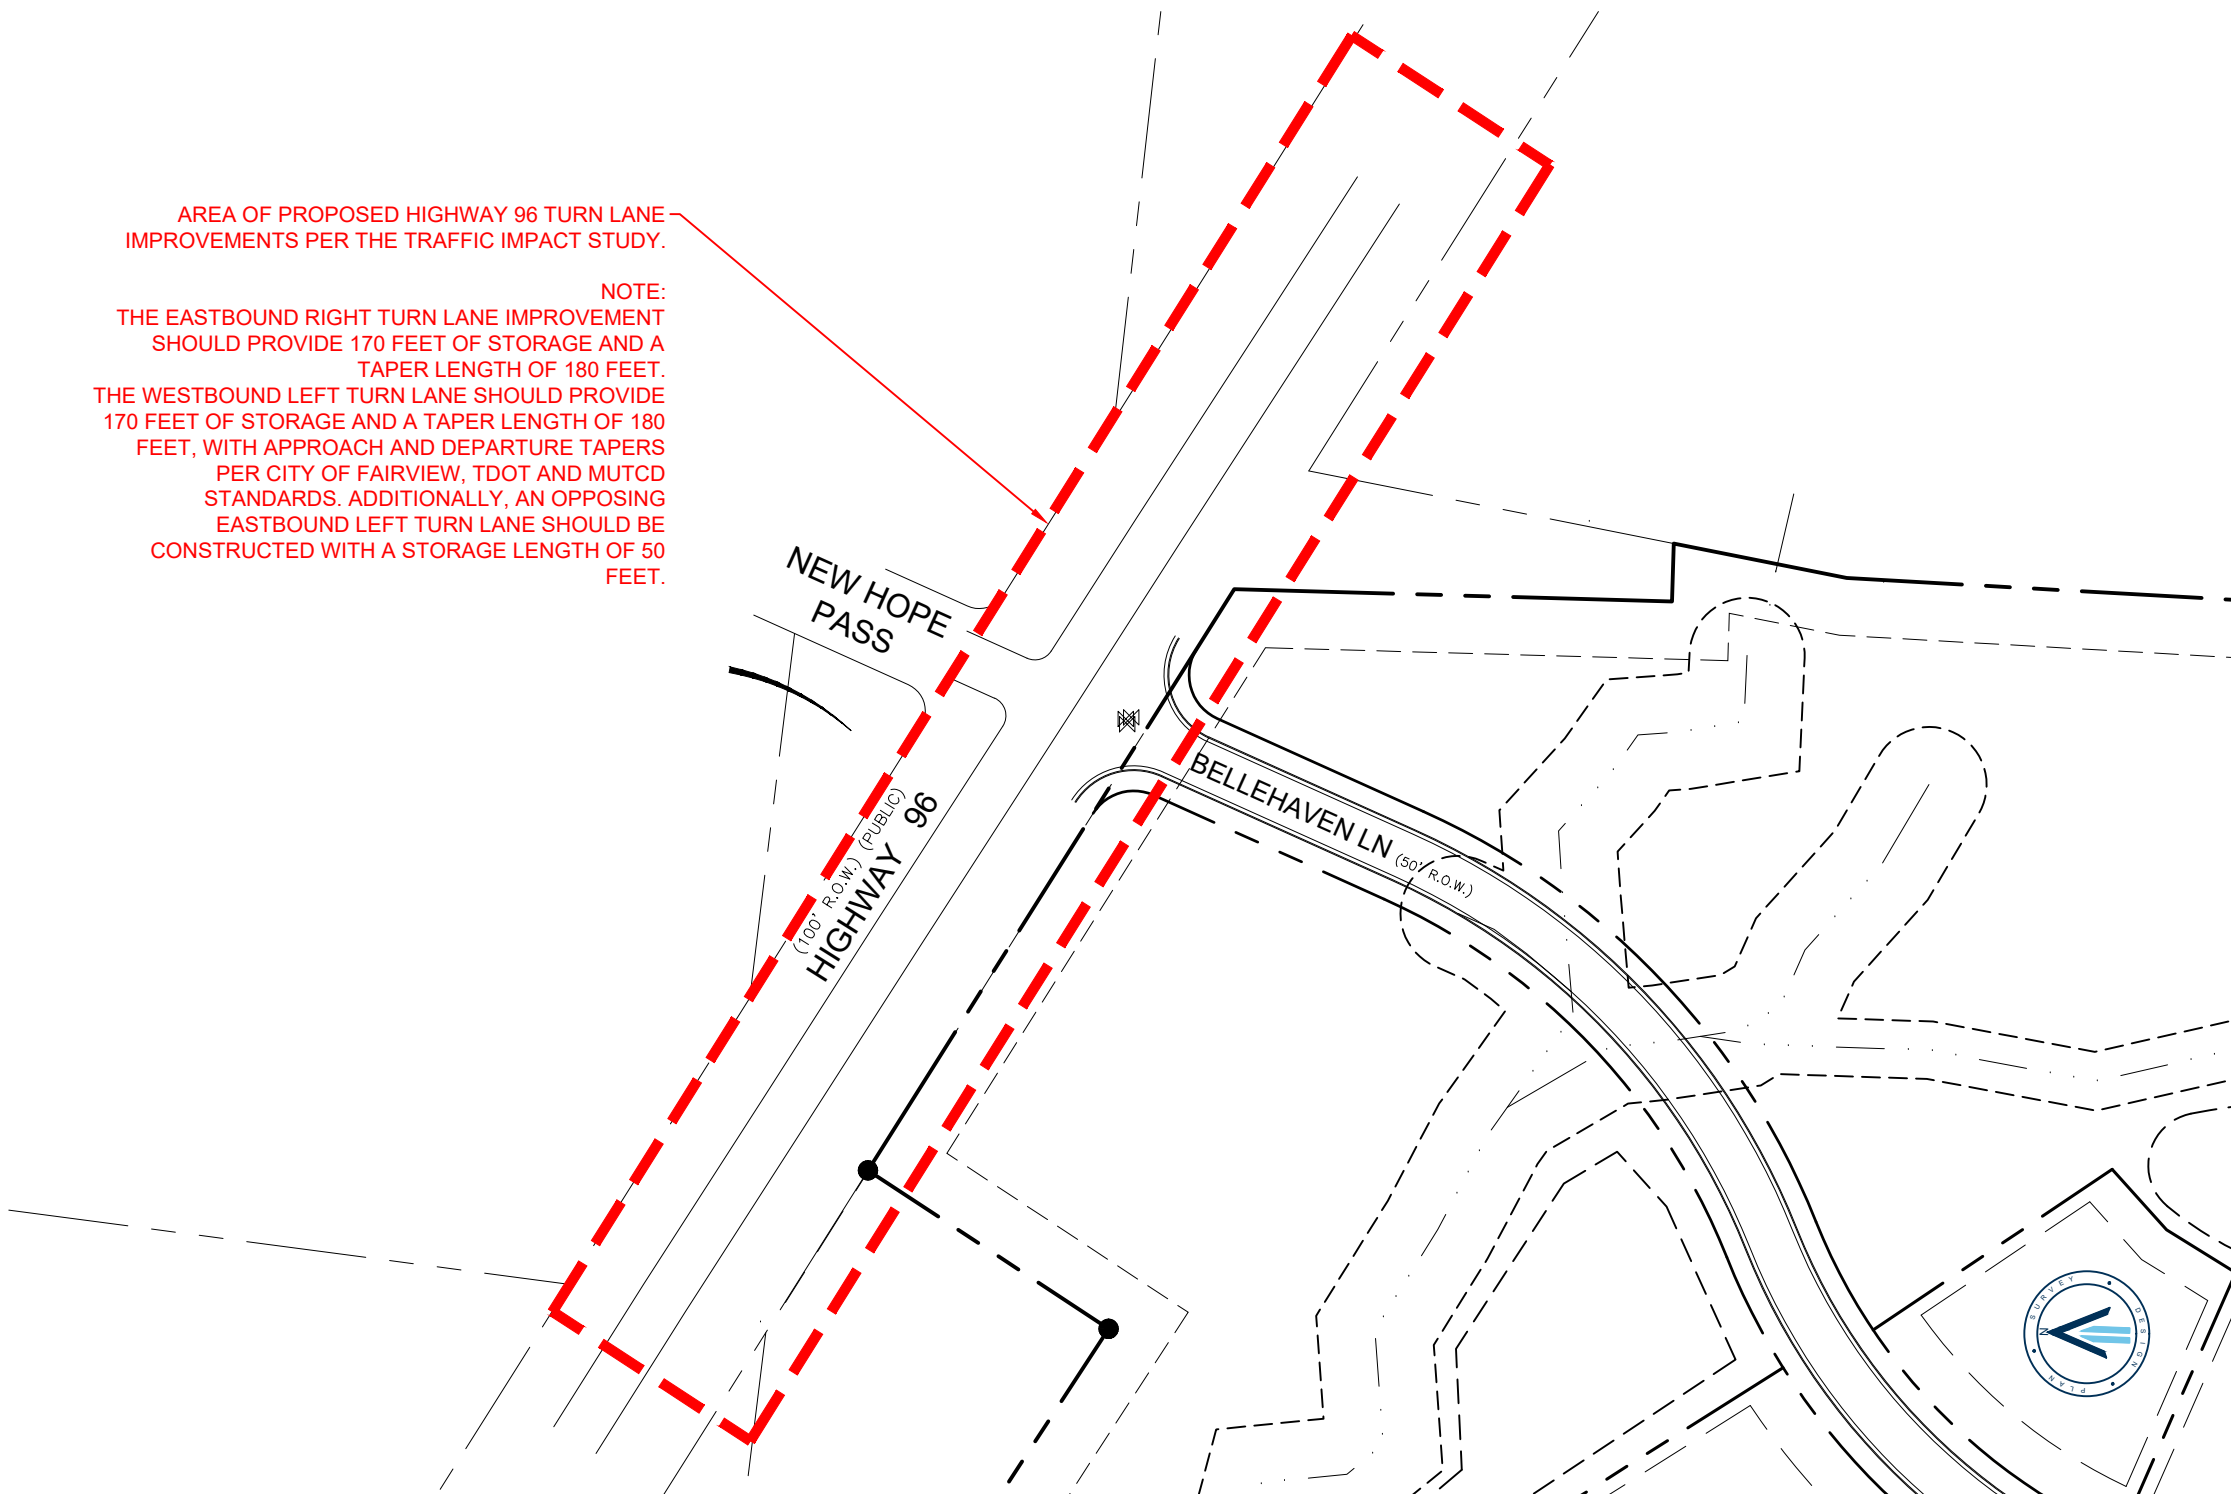 AREA OF PROPOSED HIGHWAY 96 TURN LANE
IMPROVEMENTS PER THE TRAFFIC IMPACT STUDY.
NOTE:
THE EASTBOUND RIGHT TURN LANE IMPROVEMENT
SHOULD PROVIDE 170 FEET OF STORAGE AND A
TAPER LENGTH OF 180 FEET.
THE WESTBOUND LEFT TURN LANE SHOULD PROVIDE
170 FEET OF STORAGE AND A TAPER LENGTH OF 180
FEET, WITH APPROACH AND DEPARTURE TAPERS
PER CITY OF FAIRVIEW, TDOT AND MUTCD
STANDARDS. ADDITIONALLY, AN OPPOSING
EASTBOUND LEFT TURN LANE SHOULD BE
CONSTRUCTED WITH A STORAGE LENGTH OF 50
FEET.
NEW HOPE
PASS
(100' R.O.W.) (PUBLIC)
HIGHWAY 96
BELLEHAVEN LN (50' R.O.W.)
SURVEY • DESIGN • PLAN •
N